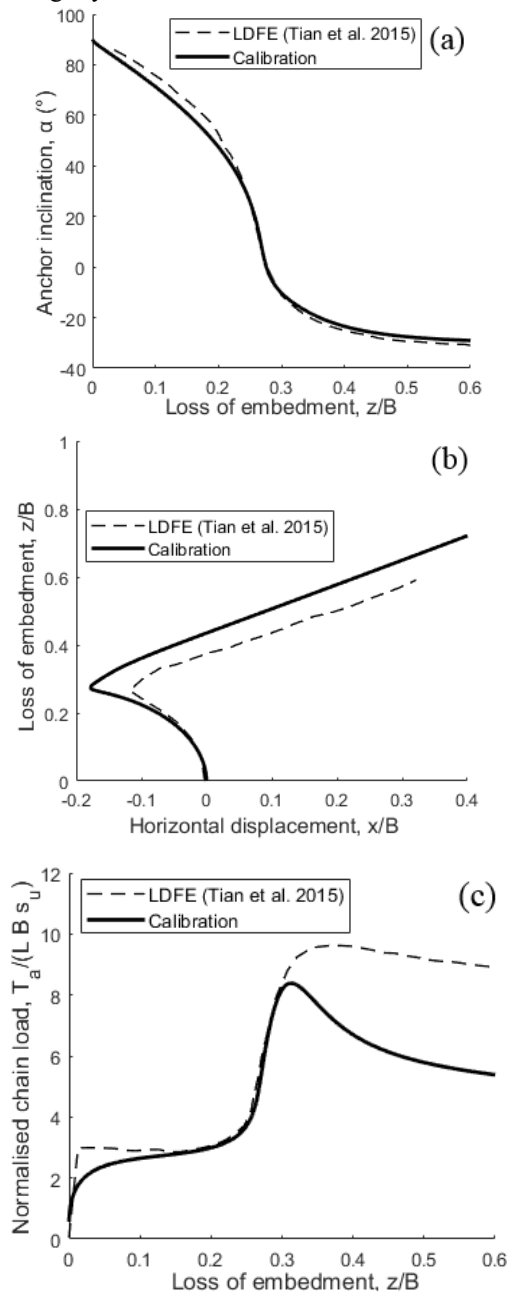 LDFE (Tian et al. 2015)
Calibration
(a)
100
80
60
40
20
0
-20
-40
Anchor inclination, α (°)
0 0.1 0.2 0.3 0.4 0.5 0.6
Loss of embedment, z/B
(b)
LDFE (Tian et al. 2015)
Calibration
1
0.8
0.6
0.4
0.2
0
Loss of embedment, z/B
-0.2 -0.1 0 0.1 0.2 0.3 0.4
Horizontal displacement, x/B
(c)
LDFE (Tian et al. 2015)
Calibration
12
10
8
6
4
2
0
Normalised chain load, T_a/(L B s_u)
0 0.1 0.2 0.3 0.4 0.5 0.6
Loss of embedment, z/B